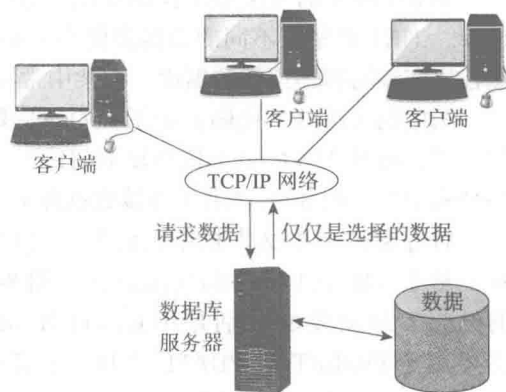 客户端
客户端
客户端
TCP/IP 网络
请求数据
仅仅是选择的数据
数据库
服务器
数据